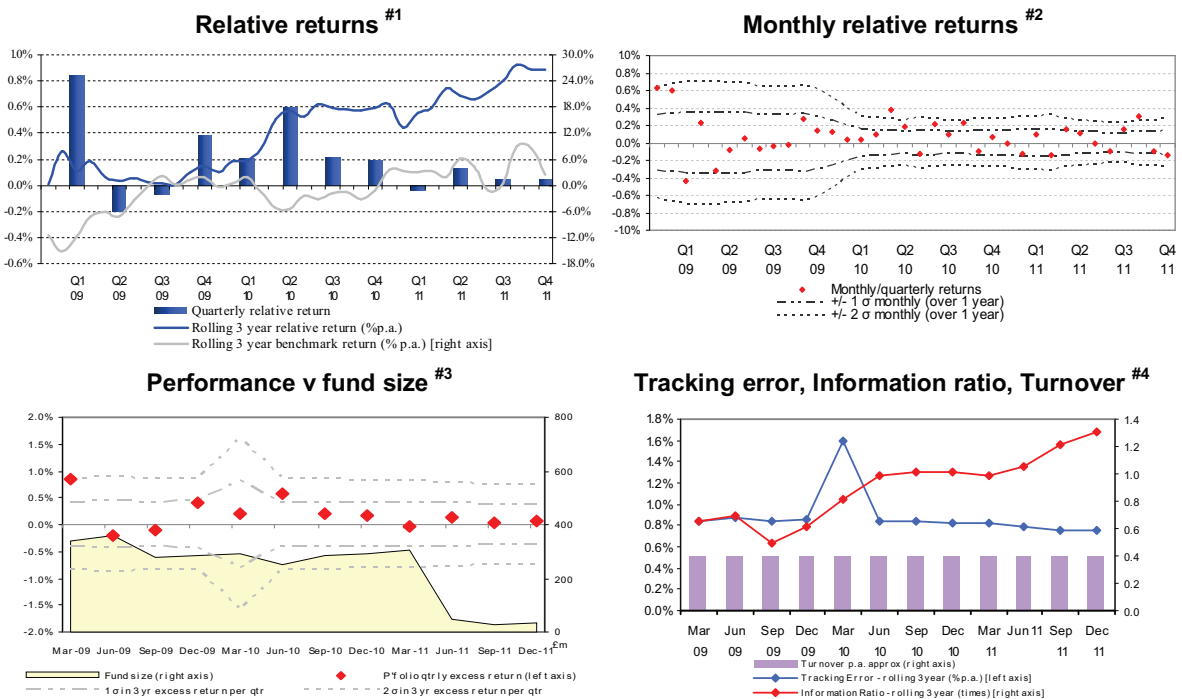 Relative returns #1
10%
0.8%
0.6%
0.4%
0.2%
0.0%
-0.2%
-0.4%
-0.6%
30.0%
24.0%
18.0%
12.0%
6.0%
0.0%
-6.0%
-12.0%
-18.0%
Q1 Q2 Q3 Q4 Q1 Q2 Q3 Q4 Q1 Q2 Q3 Q4
09 09 09 09 10 10 10 10 11 11 11 11
Quarterly relative return
Rolling 3 year relative return (%p.a.)
Rolling 3 year benchmark return (% p.a.) [right axis]
Monthly relative returns #2
10%
0.8%
0.6%
0.4%
0.2%
0.0%
-0.2%
-0.4%
-0.6%
-0.8%
-10%
Q1 Q2 Q3 Q4 Q1 Q2 Q3 Q4 Q1 Q2 Q3 Q4
09 09 09 09 10 10 10 10 11 11 11 11
Monthly/quarterly returns
+/- 1 σ monthly (over 1 year)
+/- 2 σ monthly (over 1 year)
Performance v fund size #3
2.0%
1.5%
1.0%
0.5%
0.0%
-0.5%
-1.0%
-1.5%
-2.0%
800
600
400
200
0
£m
Mar-09 Jun-09 Sep-09 Dec-09 Mar-10 Jun-10 Sep-10 Dec-10 Mar-11 Jun-11 Sep-11 Dec-11
Fund size (right axis)
P'folio qtrly excess return (left axis)
1 σ in 3 yr excess return per qtr
2 σ in 3 yr excess return per qtr
Tracking error, Information ratio, Turnover #4
1.8%
1.6%
1.4%
1.2%
1.0%
0.8%
0.6%
0.4%
0.2%
0.0%
1.4
1.2
1.0
0.8
0.6
0.4
0.2
0.0
Mar Jun Sep Dec Mar Jun Sep Dec Mar Jun 11 Sep Dec
09 09 09 09 10 10 10 10 11 11 11
Turnover p.a. approx (right axis)
Tracking Error - rolling 3 year (%p.a.) [left axis]
Information Ratio - rolling 3 year (times) [right axis]